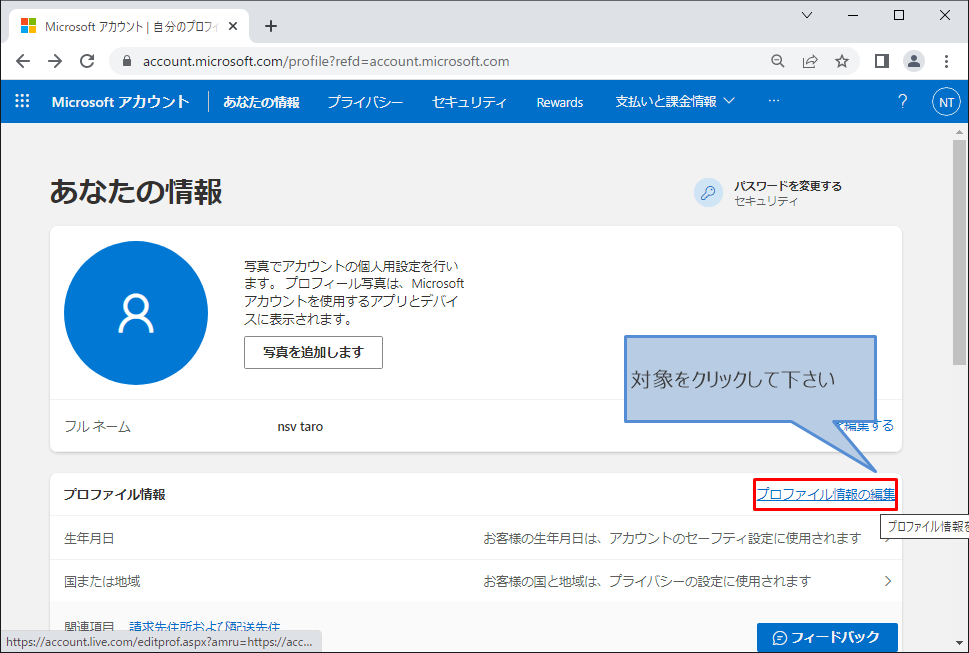 Microsoft アカウント | 自分のプロフィ
account.microsoft.com/profile?refd=account.microsoft.com
Microsoft アカウント
あなたの情報
プライバシー
セキュリティ
Rewards
支払いと課金情報
...
?
NT
あなたの情報
パスワードを変更する
セキュリティ
写真でアカウントの個人用設定を行い
ます。 プロフィール写真は、Microsoft
アカウントを使用するアプリとデバイ
スに表示されます。
写真を追加します
対象をクリックして下さい
フル ネーム
nsv taro
編集する
プロファイル情報
プロファイル情報の編集
プロファイル情報を
生年月日
お客様の生年月日は、アカウントのセーフティ設定に使用されます
国または地域
お客様の国と地域は、プライバシーの設定に使用されます
関連項目
請求先住所および配送先住
https://account.live.com/editprof.aspx?amru=https://acc...
フィードバック